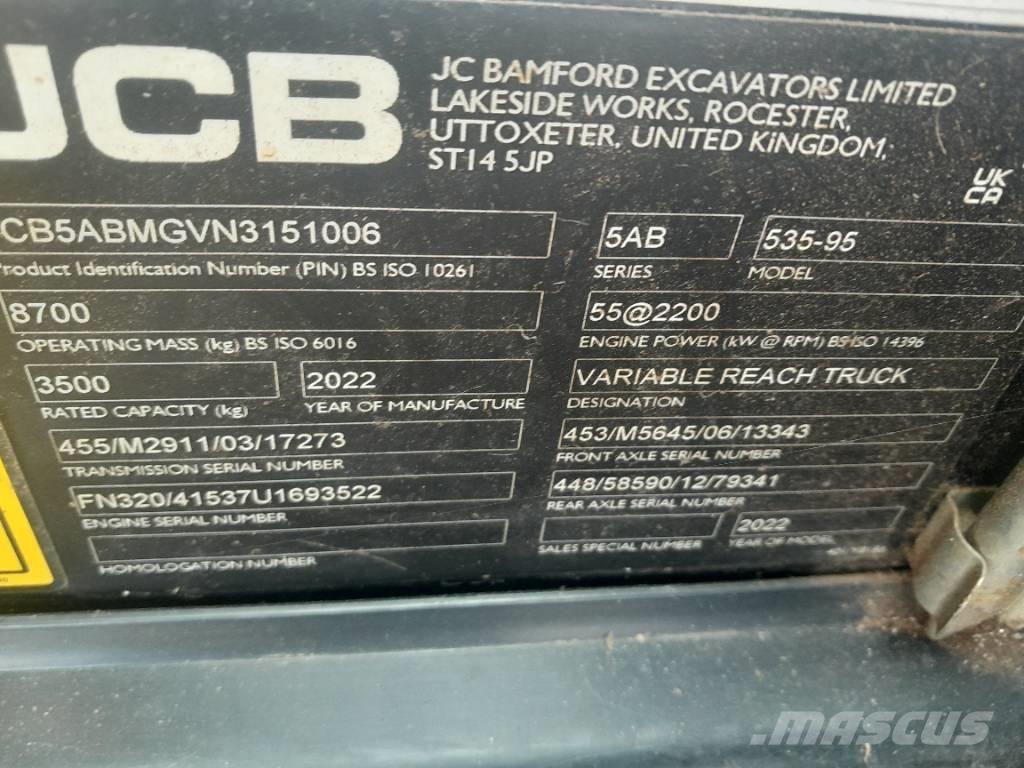 JCB
JC BAMFORD EXCAVATORS LIMITED
LAKESIDE WORKS, ROCESTER,
UTTOXETER, UNITED KINGDOM,
ST14 5JP
UK
CA
CB5ABMGVN3151006
roduct Identification Number (PIN) BS ISO 10261
5AB
SERIES
535-95
MODEL
8700
OPERATING MASS (kg) BS ISO 6016
55@2200
ENGINE POWER (kW @ RPM) BS ISO 14396
3500
RATED CAPACITY (kg)
2022
YEAR OF MANUFACTURE
VARIABLE REACH TRUCK
DESIGNATION
455/M2911/03/17273
TRANSMISSION SERIAL NUMBER
453/M5645/06/13343
FRONT AXLE SERIAL NUMBER
FN320/41537U1693522
ENGINE SERIAL NUMBER
448/58590/12/79341
REAR AXLE SERIAL NUMBER
HOMOLOGATION NUMBER
SALES SPECIAL NUMBER
2022
YEAR OF MODEL
MASCUS